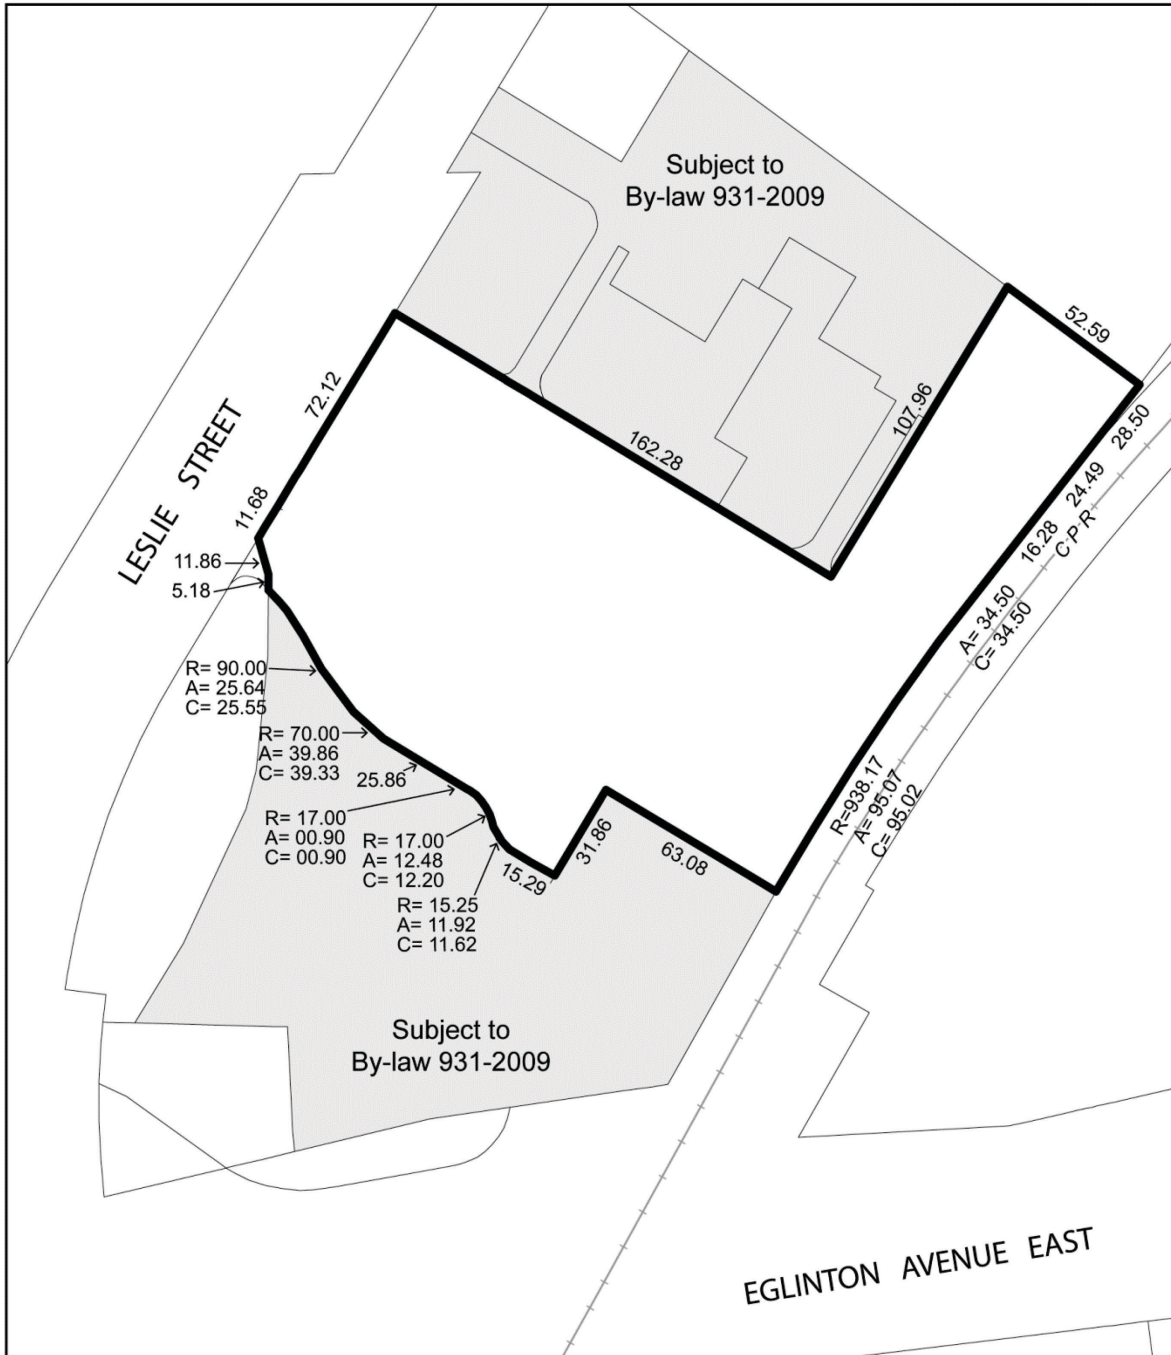 Subject to
By-law 931-2009
52.59
72.12
107.96
28.50
162.28
LESLIE STREET
24.49
11.68
16.28
C P R
11.86
5.18
A= 34.50
C= 34.50
R= 90.00
A= 25.64
C= 25.55
R= 70.00
A= 39.86
C= 39.33
25.86
R=938.17
A= 95.07
C= 95.02
R= 17.00
A= 00.90
C= 00.90
R= 17.00
A= 12.48
C= 12.20
31.86
63.08
15.29
R= 15.25
A= 11.92
C= 11.62
Subject to
By-law 931-2009
EGLINTON AVENUE EAST